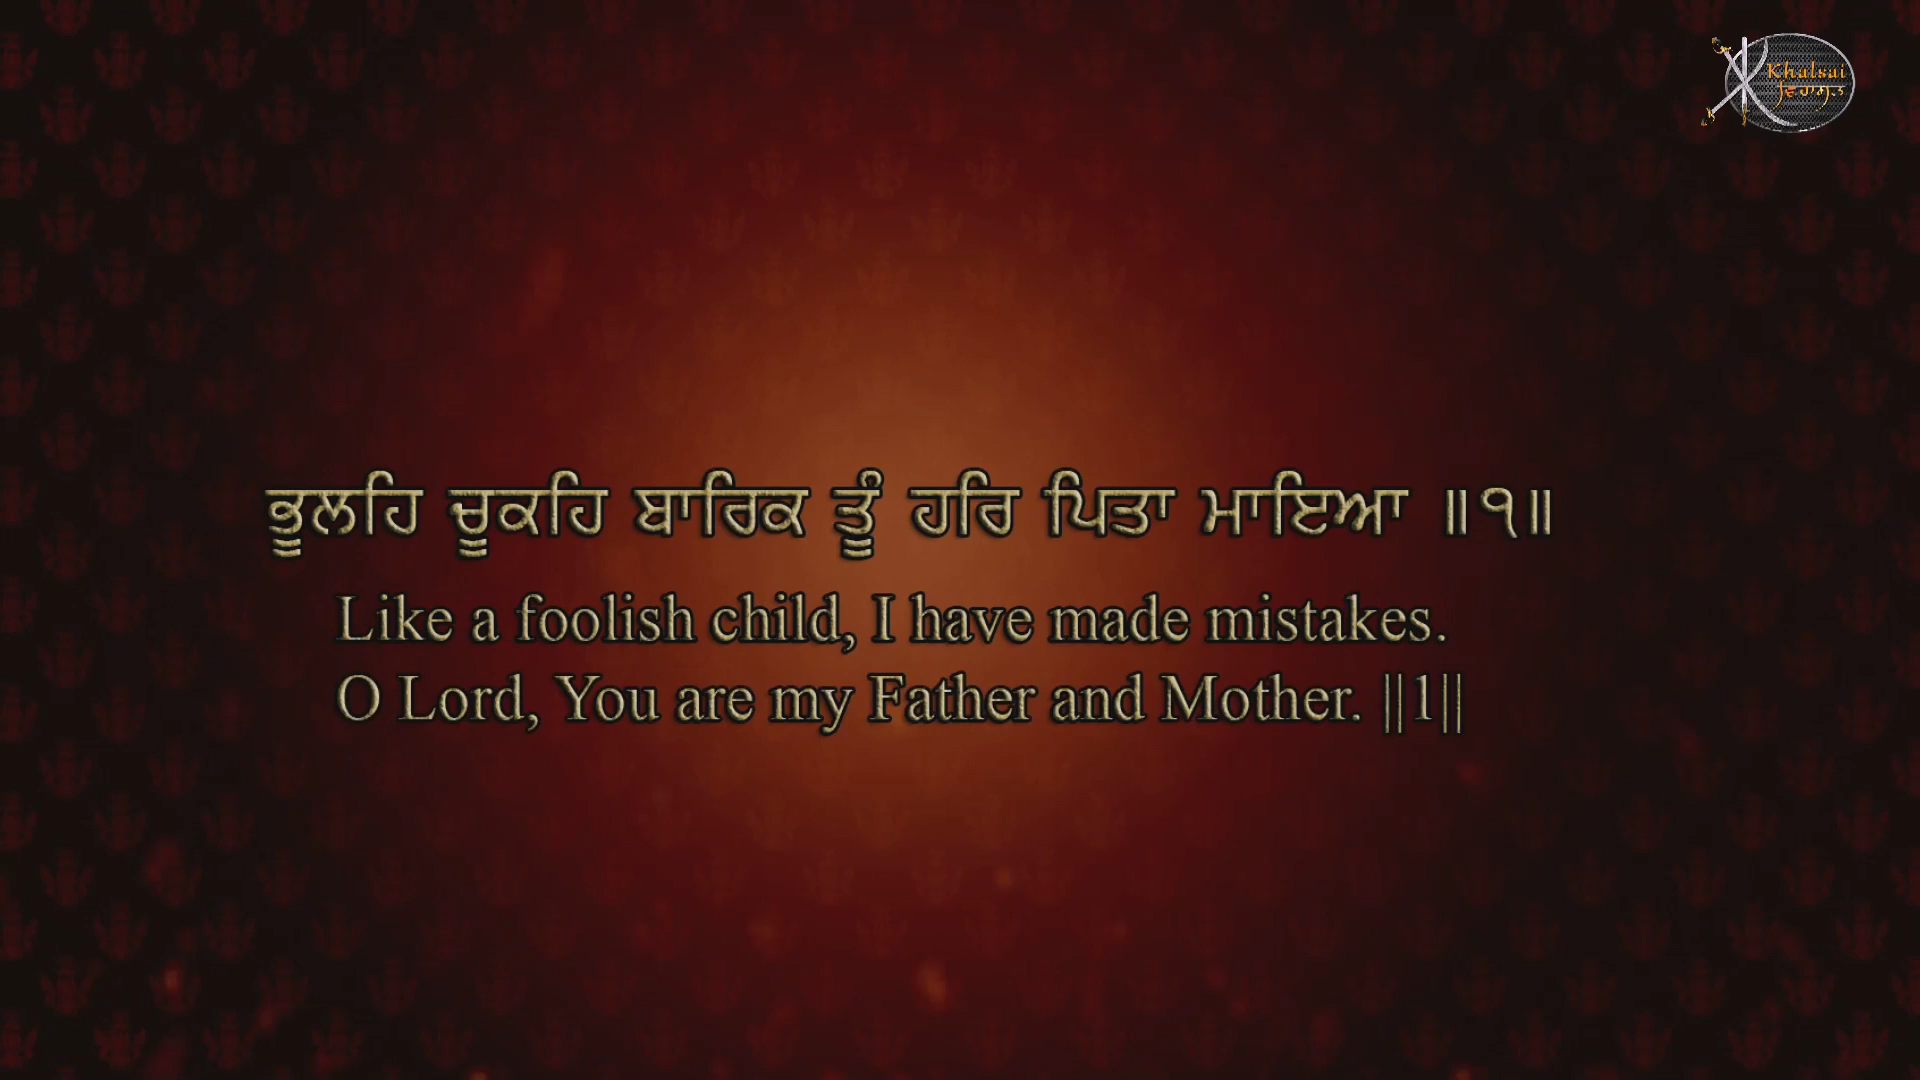 Khalsai
ਵਿਰਾਸਤ
ਭੂਲਹਿ ਚੂਕਹਿ ਬਾਰਿਕ ਤੂੰ ਹਰਿ ਪਿਤਾ ਮਾਇਆ ॥੧॥
Like a foolish child, I have made mistakes.
O Lord, You are my Father and Mother. ||1||